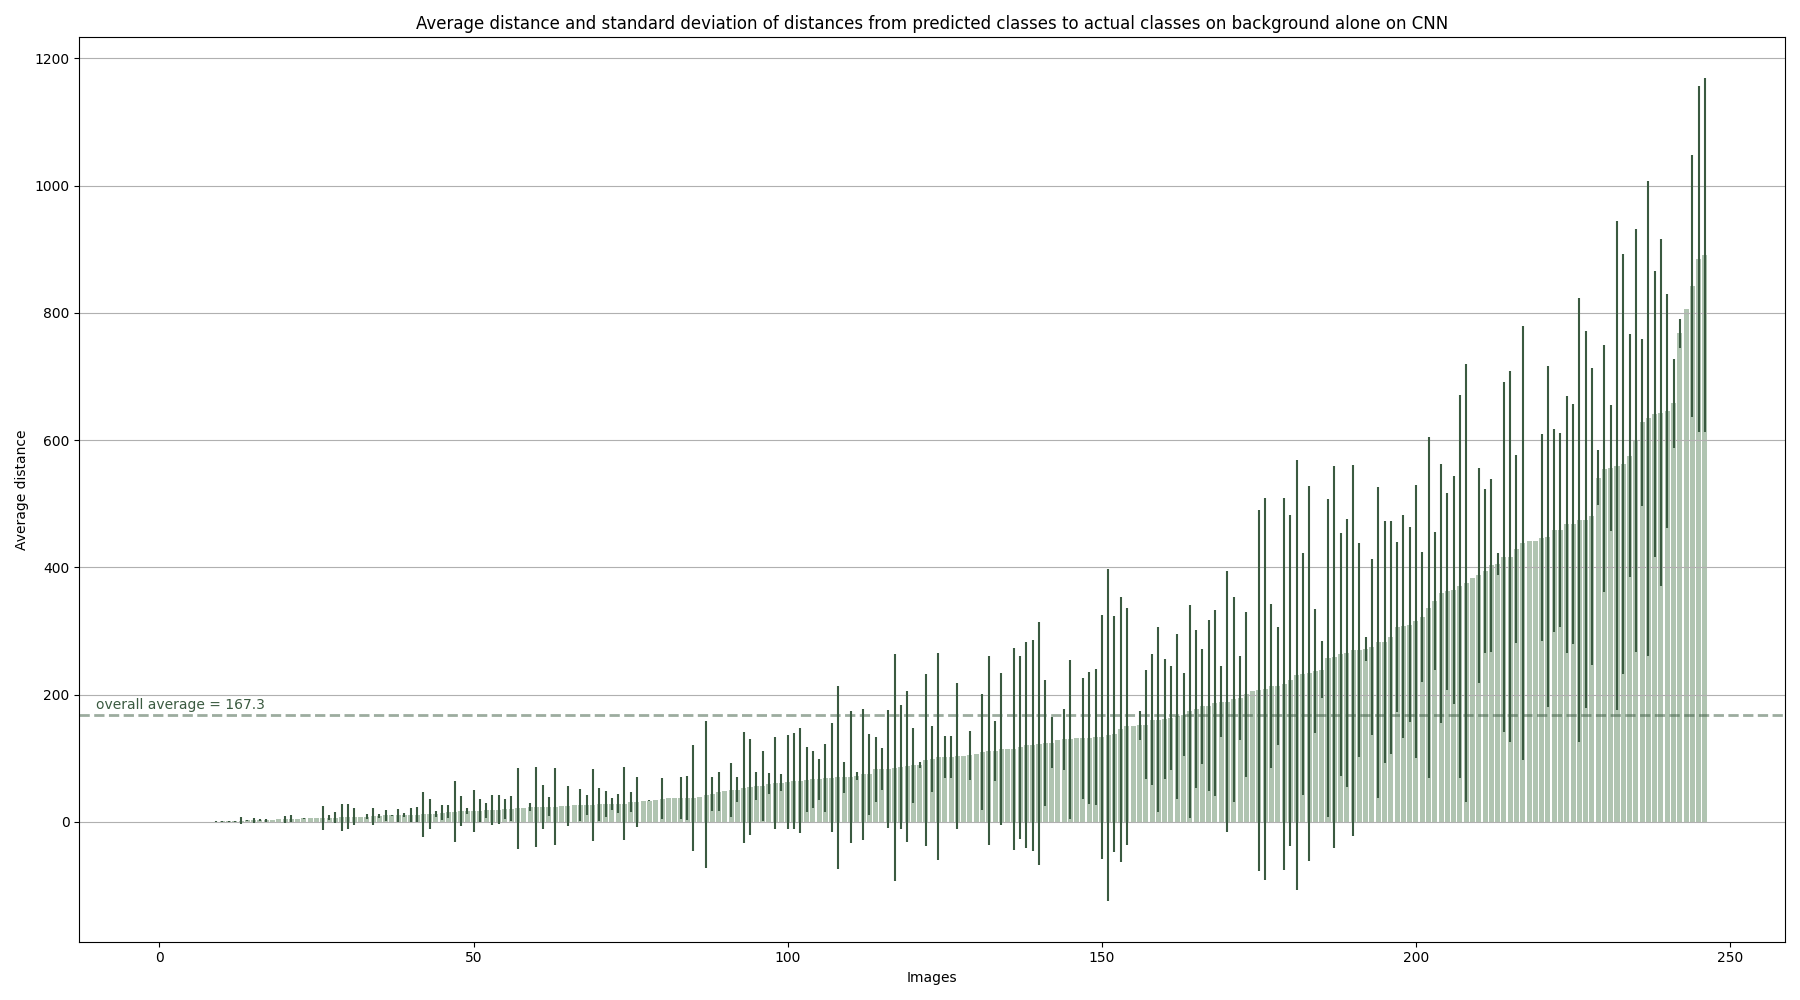 Average distance and standard deviation of distances from predicted classes to actual classes on background alone on CNN
1200
1000
800
600
400
200
0
Average distance
overall average = 167.3
0 50 100 150 200 250
Images